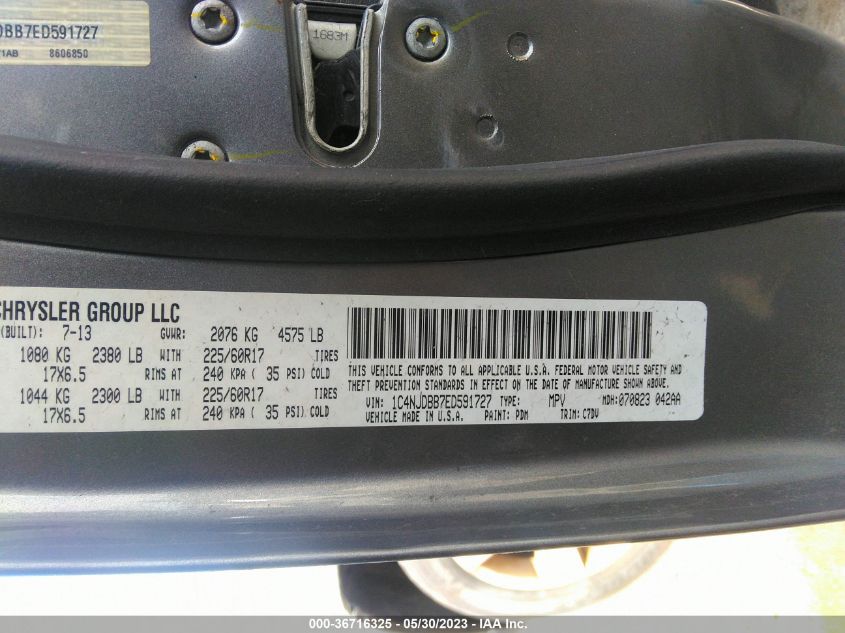 DBB7ED591727
71AB 8606850
1683M
CHRYSLER GROUP LLC
(BUILT): 7-13 GVWR: 2076 KG 4575 LB
1080 KG 2380 LB WITH 225/60R17 TIRES
17X6.5 RIMS AT 240 KPA ( 35 PSI) COLD
1044 KG 2300 LB WITH 225/60R17 TIRES
17X6.5 RIMS AT 240 KPA ( 35 PSI) COLD
THIS VEHICLE CONFORMS TO ALL APPLICABLE U.S.A. FEDERAL MOTOR VEHICLE SAFETY AND
THEFT PREVENTION STANDARDS IN EFFECT ON THE DATE OF MANUFACTURE SHOWN ABOVE.
VIN: 1C4NJDBB7ED591727 TYPE: MPV MDH: 070823 042AA
VEHICLE MADE IN U.S.A. PAINT: PDM TRIM: C7DV
000-36716325 - 05/30/2023 - IAAI.COM